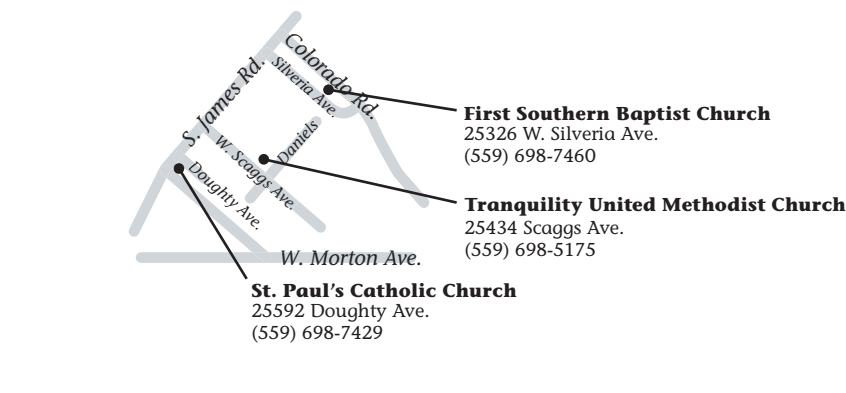 Colorado Rd.
Silveria Ave.
S. James Rd.
Daniels
W. Scaggs Ave.
Doughty Ave.
W. Morton Ave.
First Southern Baptist Church
25326 W. Silveria Ave.
(559) 698-7460
Tranquility United Methodist Church
25434 Scaggs Ave.
(559) 698-5175
St. Paul’s Catholic Church
25592 Doughty Ave.
(559) 698-7429